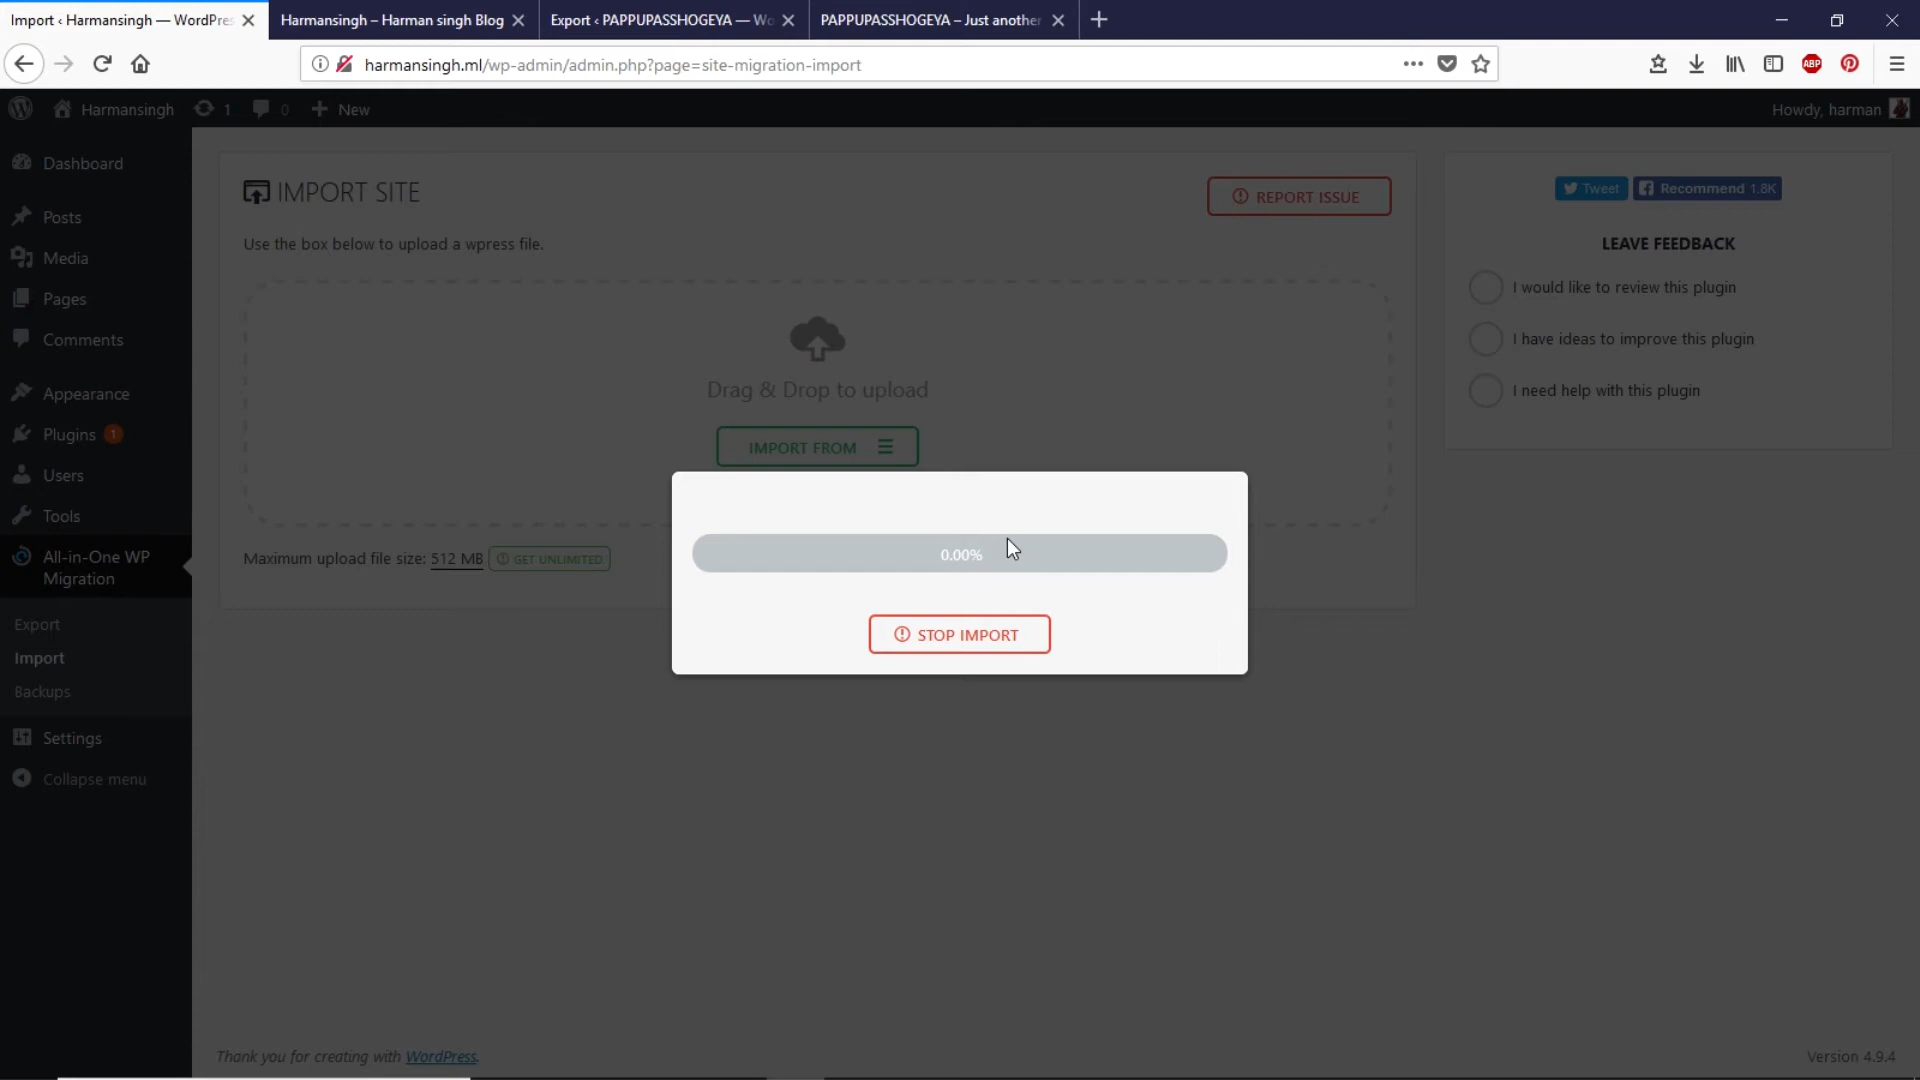 Import ‹ Harmansingh — WordPre
Harmansingh – Harman singh Blog
Export ‹ PAPPUPASSHOGEYA — Wo
PAPPUPASSHOGEYA – Just another
harmansingh.ml/wp-admin/admin.php?page=site-migration-import
ABP
Harmansingh
1
0
New
Howdy, harman
Dashboard
Posts
Media
Pages
Comments
Appearance
Plugins 1
Users
Tools
All-in-One WP
Migration
Export
Import
Backups
Settings
Collapse menu
IMPORT SITE
REPORT ISSUE
Use the box below to upload a wpress file.
Drag & Drop to upload
IMPORT FROM
Maximum upload file size: 512 MB
GET UNLIMITED
0.00%
STOP IMPORT
Tweet
Recommend 1.8K
LEAVE FEEDBACK
I would like to review this plugin
I have ideas to improve this plugin
I need help with this plugin
Thank you for creating with WordPress.
Version 4.9.4